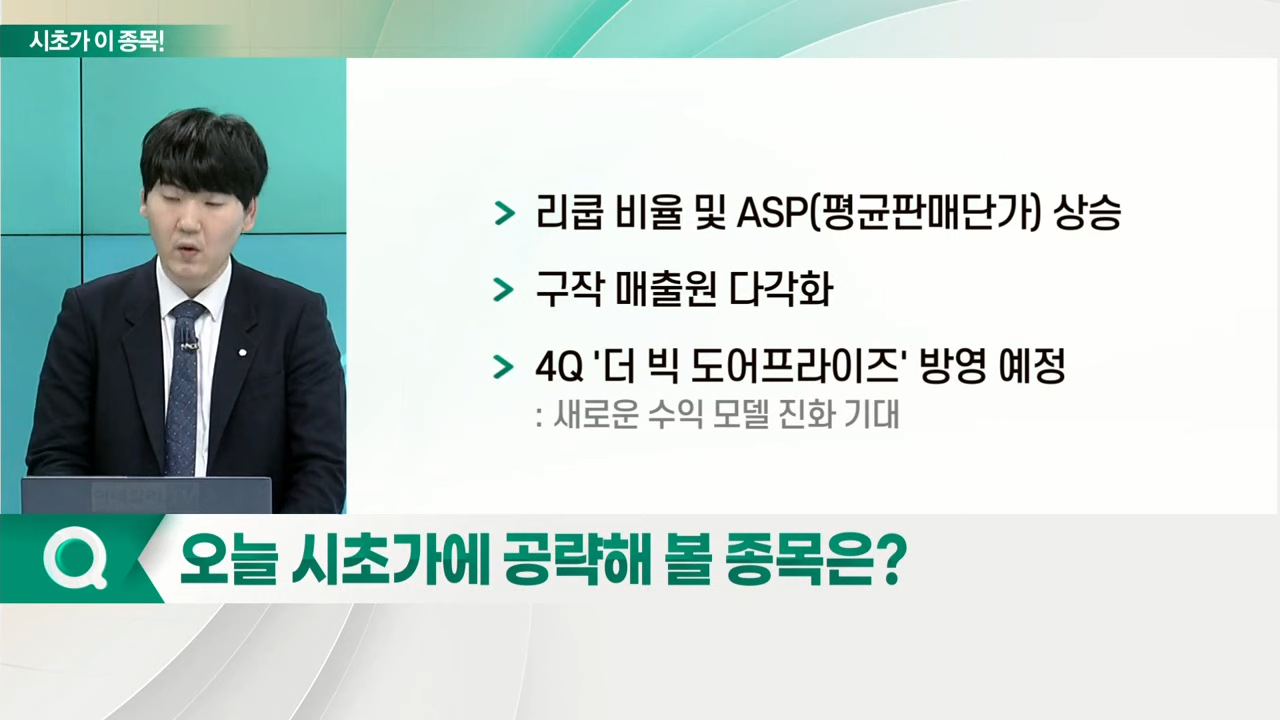 시초가 이 종목!
> 리쿱 비율 및 ASP(평균판매단가) 상승
> 구작 매출원 다각화
> 4Q '더 빅 도어프라이즈' 방영 예정
: 새로운 수익 모델 진화 기대
Q 오늘 시초가에 공략해 볼 종목은?